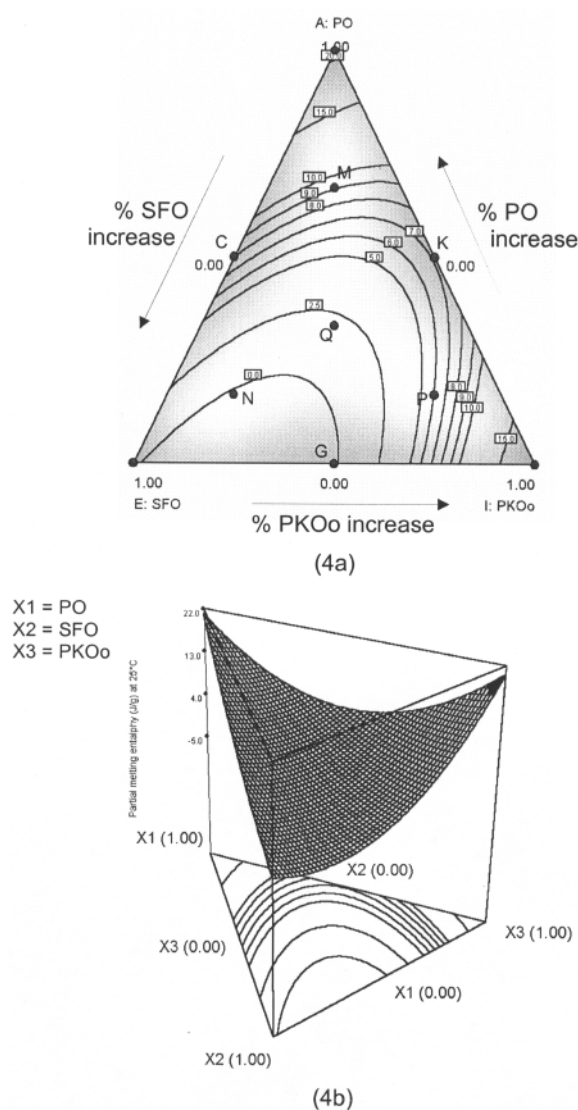 A: PO
1.00
20.0
15.0
10.0
9.0
8.0
M
% SFO
increase
% PO
increase
C
0.00
7.0
6.0
5.0
K
0.00
2.5
Q
0.0
N
P
8.0
9.0
10.0
15.0
G
1.00
0.00
1.00
E: SFO
I: PKOo
% PKOo increase
(4a)
X1 = PO
X2 = SFO
X3 = PKOo
Partial melting entalphy (J/g) at 25°C
22.0
13.0
4.0
-5.0
X1 (1.00)
X2 (0.00)
X3 (0.00)
X3 (1.00)
X1 (0.00)
X2 (1.00)
(4b)